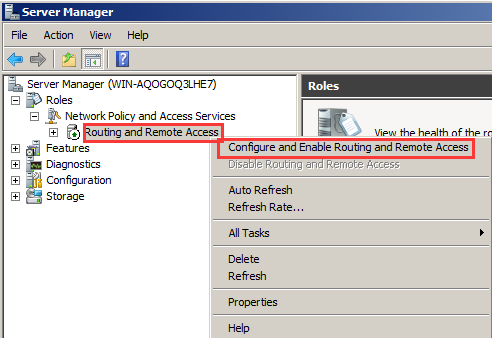 Server Manager
File Action View Help
Server Manager (WIN-AQOGOQ3LHE7)
Roles
Network Policy and Access Services
Routing and Remote Access
Features
Diagnostics
Configuration
Storage
Roles
View the health of the ro
Configure and Enable Routing and Remote Access
Disable Routing and Remote Access
Auto Refresh
Refresh Rate...
All Tasks
Delete
Refresh
Properties
Help